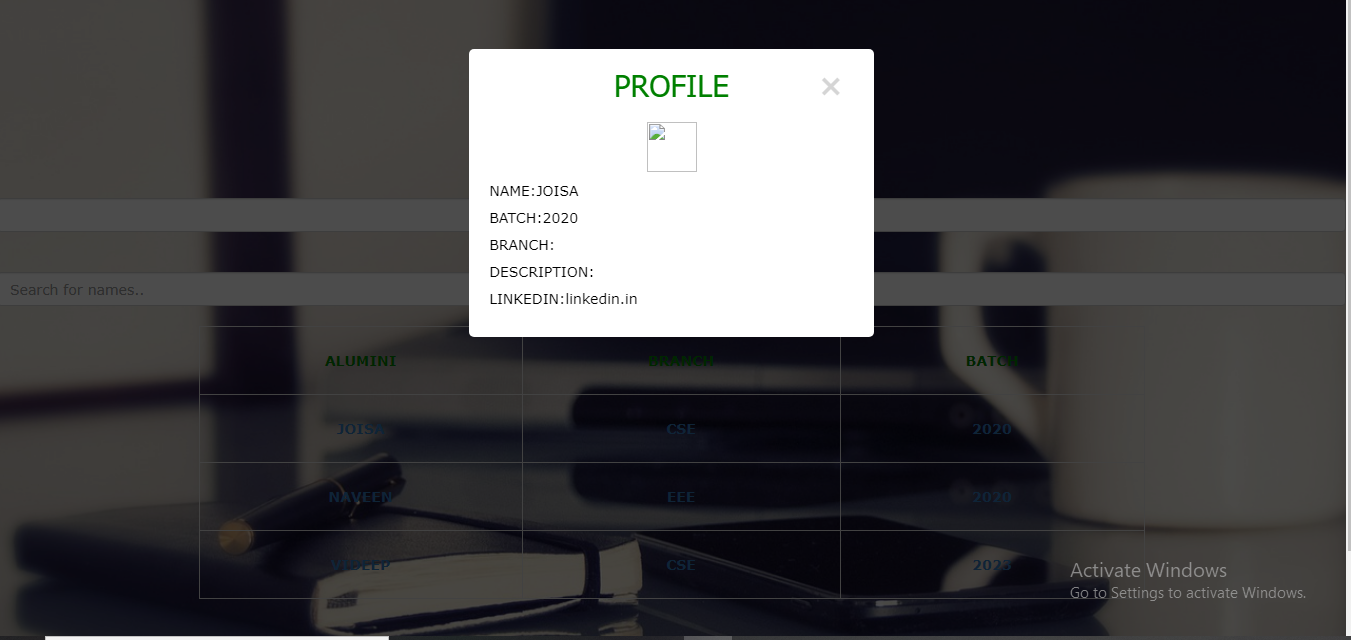 PROFILE ×
NAME:JOISA
BATCH:2020
BRANCH:
DESCRIPTION:
LINKEDIN:linkedin.in
Search for names..
ALUMINI BRANCH BATCH
JOISA CSE 2020
NAVEEN EEE 2020
VYDEEP CSE 2023
Activate Windows
Go to Settings to activate Windows.